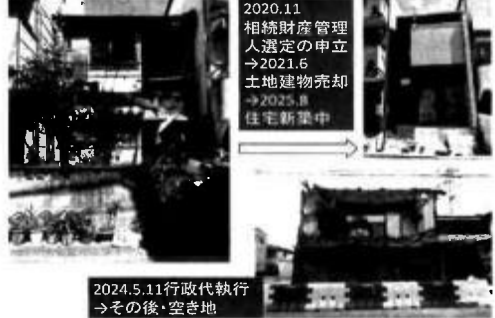 2020.11
相続財産管理
人選定の申立
→2021.6
土地建物売却
→2025.8
住宅新築中
2024.5.11行政代執行
→その後・空き地